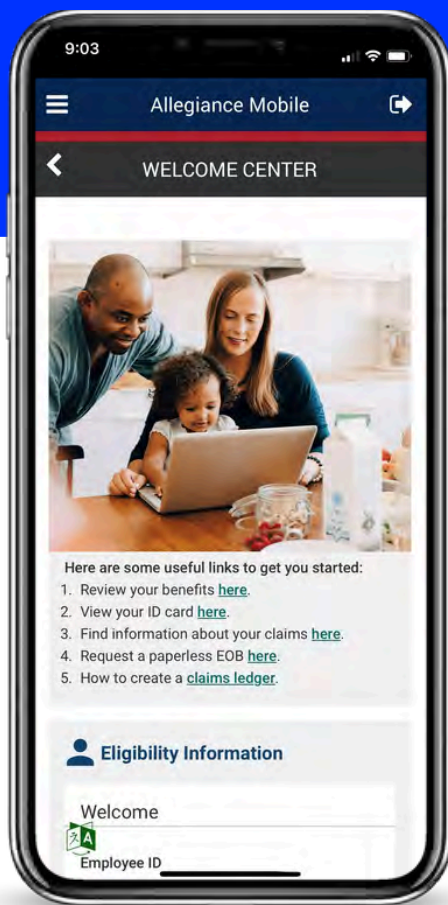 9:03
Allegiance Mobile
WELCOME CENTER
Here are some useful links to get you started:
1. Review your benefits here.
2. View your ID card here.
3. Find information about your claims here.
4. Request a paperless EOB here.
5. How to create a claims ledger.
Eligibility Information
Welcome
A
Employee ID